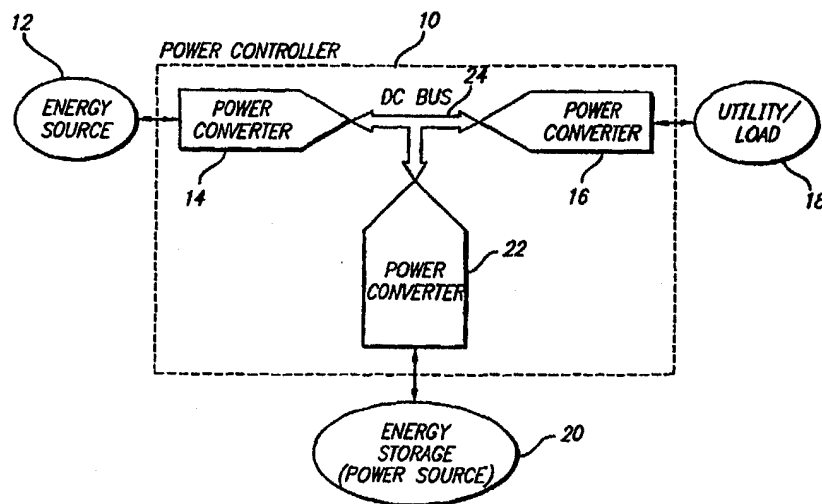 12
10
POWER CONTROLLER
ENERGY
SOURCE
POWER
CONVERTER
14
DC BUS
24
POWER
CONVERTER
16
UTILITY/
LOAD
18
POWER
CONVERTER
22
ENERGY
STORAGE
(POWER SOURCE)
20